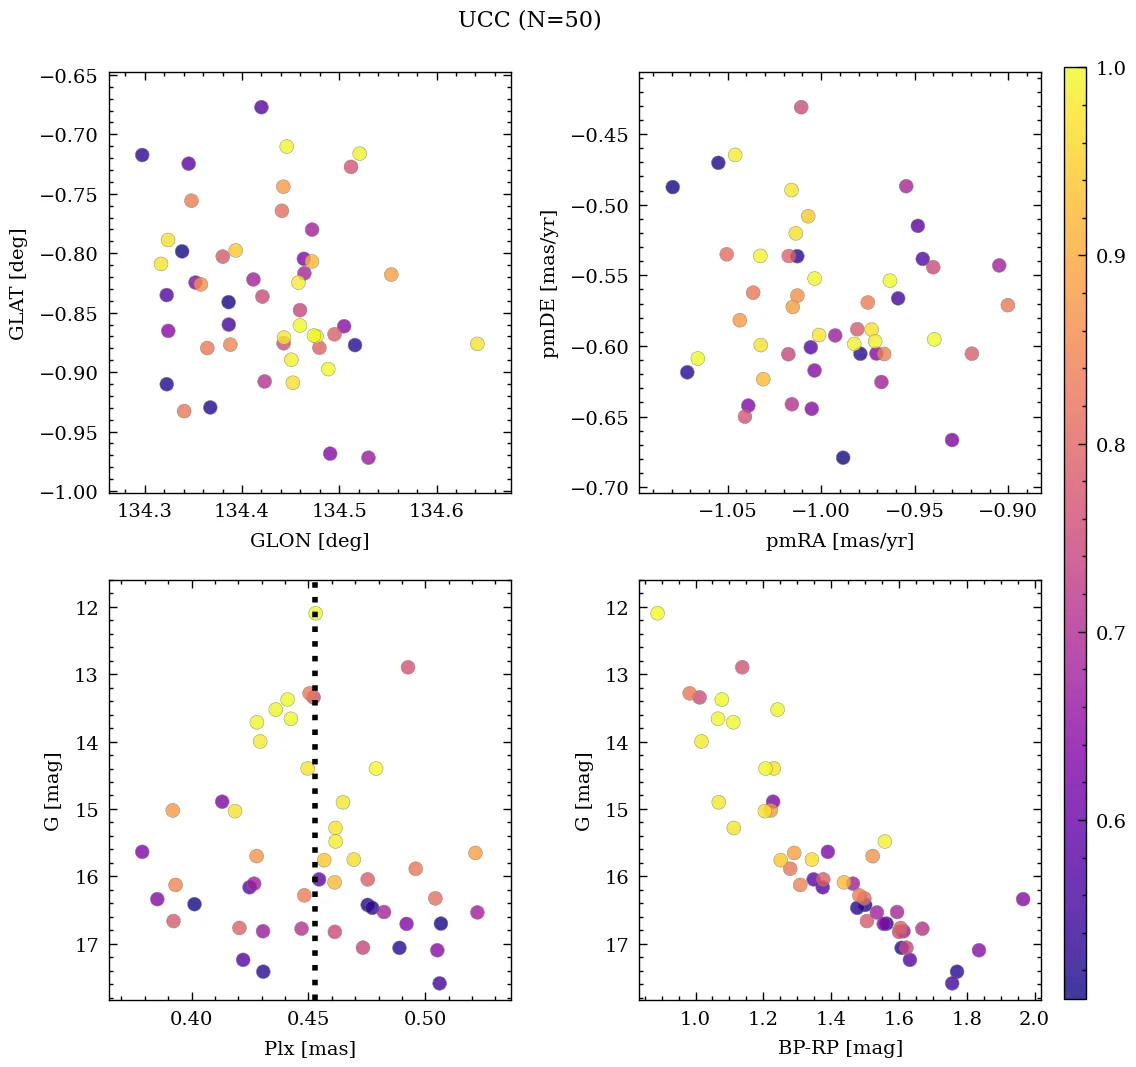 UCC (N=50)
−0.65
−0.70
−0.75
−0.80
−0.85
−0.90
−0.95
−1.00
GLAT [deg]
134.3 134.4 134.5 134.6
GLON [deg]
−0.45
−0.50
−0.55
−0.60
−0.65
−0.70
pmDE [mas/yr]
−1.05 −1.00 −0.95 −0.90
pmRA [mas/yr]
12
13
14
15
16
17
G [mag]
0.40 0.45 0.50
Plx [mas]
12
13
14
15
16
17
G [mag]
1.0 1.2 1.4 1.6 1.8 2.0
BP-RP [mag]
1.0
0.9
0.8
0.7
0.6